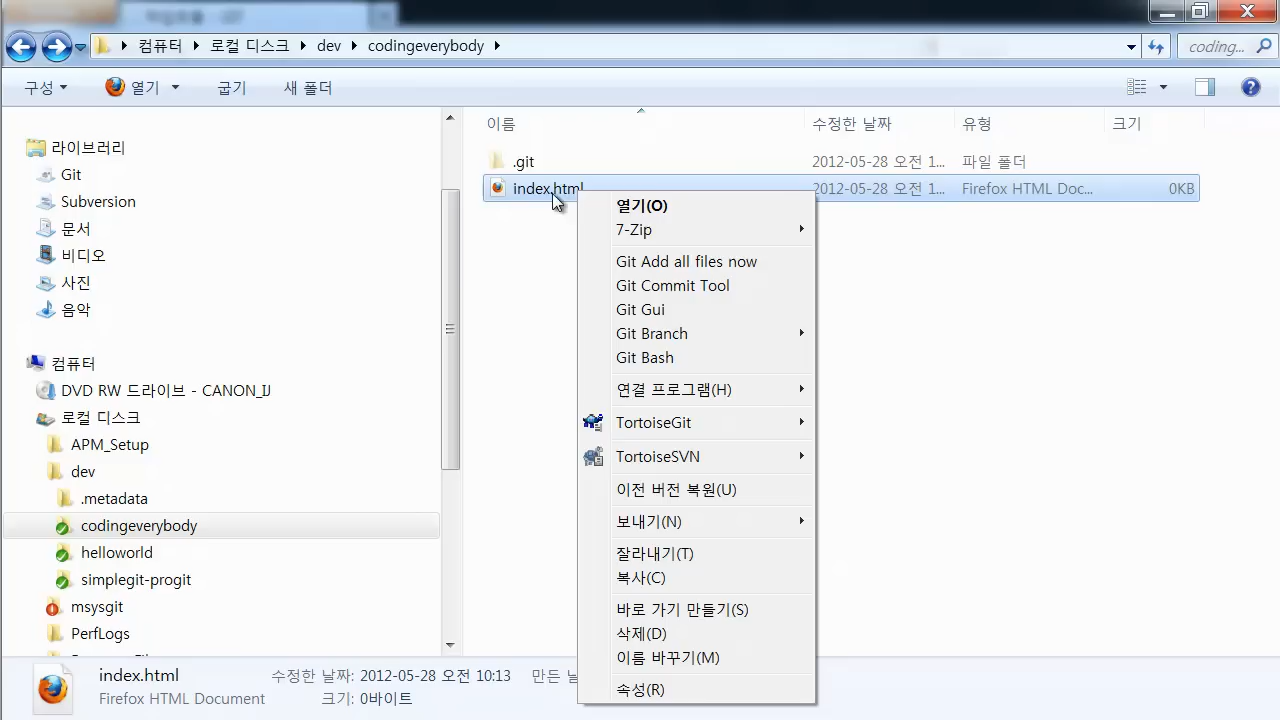 컴퓨터 로컬 디스크 dev codingeverybody coding...
구성 열기 굽기 새 폴더
이름 수정한 날짜 유형 크기
.git 2012-05-28 오전 1... 파일 폴더
index.html 2012-05-28 오전 1... Firefox HTML Doc... 0KB
라이브러리
Git
Subversion
문서
비디오
사진
음악
컴퓨터
DVD RW 드라이브 - CANON_IJ
로컬 디스크
APM_Setup
dev
.metadata
codingeverybody
helloworld
simplegit-progit
msysgit
PerfLogs
열기(O)
7-Zip
Git Add all files now
Git Commit Tool
Git Gui
Git Branch
Git Bash
연결 프로그램(H)
TortoiseGit
TortoiseSVN
이전 버전 복원(U)
보내기(N)
잘라내기(T)
복사(C)
바로 가기 만들기(S)
삭제(D)
이름 바꾸기(M)
속성(R)
index.html 수정한 날짜: 2012-05-28 오전 10:13 만든
Firefox HTML Document 크기: 0바이트